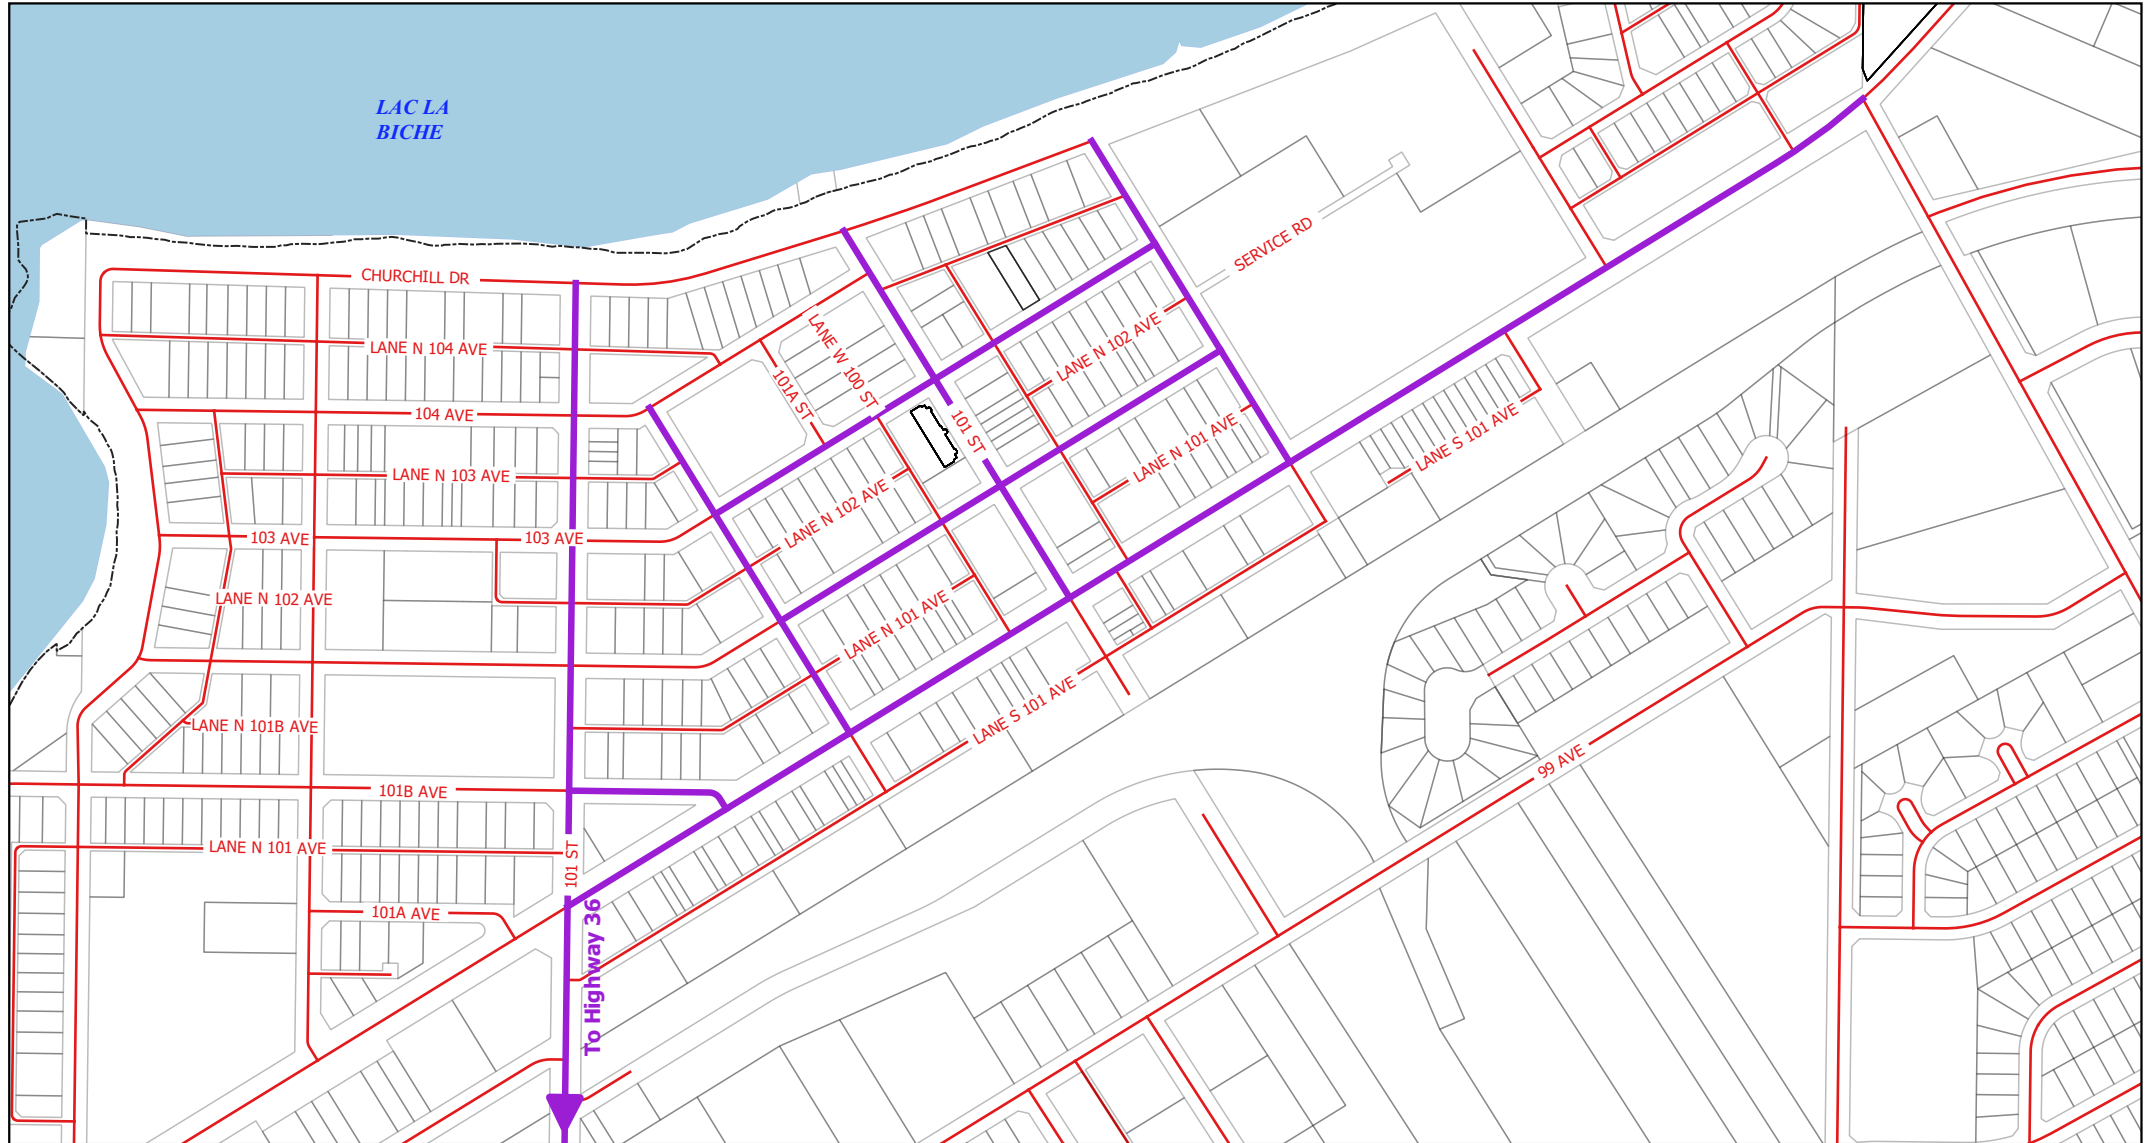 LAC LA
BICHE
SERVICE RD
CHURCHILL DR
LANE N 104 AVE
LANE W 100 ST
LANE N 102 AVE
101A ST
104 AVE
101 ST
LANE N 101 AVE
LANE S 101 AVE
LANE N 103 AVE
LANE N 102 AVE
103 AVE
103 AVE
LANE N 102 AVE
LANE N 101 AVE
LANE S 101 AVE
LANE N 101B AVE
99 AVE
101B AVE
LANE N 101 AVE
101 ST
101A AVE
To Highway 36